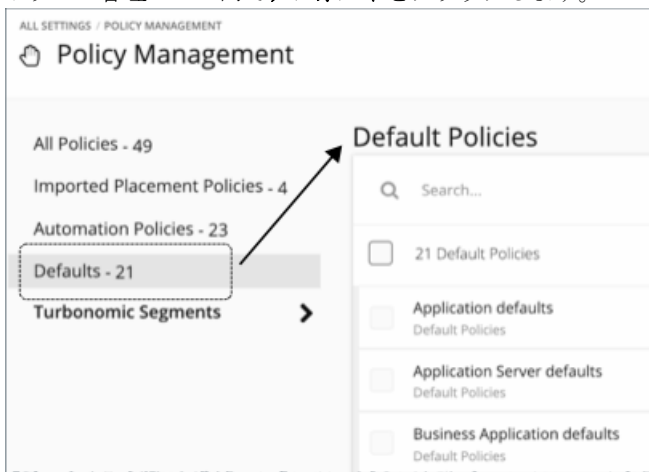 ALL SETTINGS / POLICY MANAGEMENT
Policy Management
All Policies - 49
Imported Placement Policies - 4
Automation Policies - 23
Defaults - 21
Turbonomic Segments
Default Policies
Search...
21 Default Policies
Application defaults
Default Policies
Application Server defaults
Default Policies
Business Application defaults
Default Policies